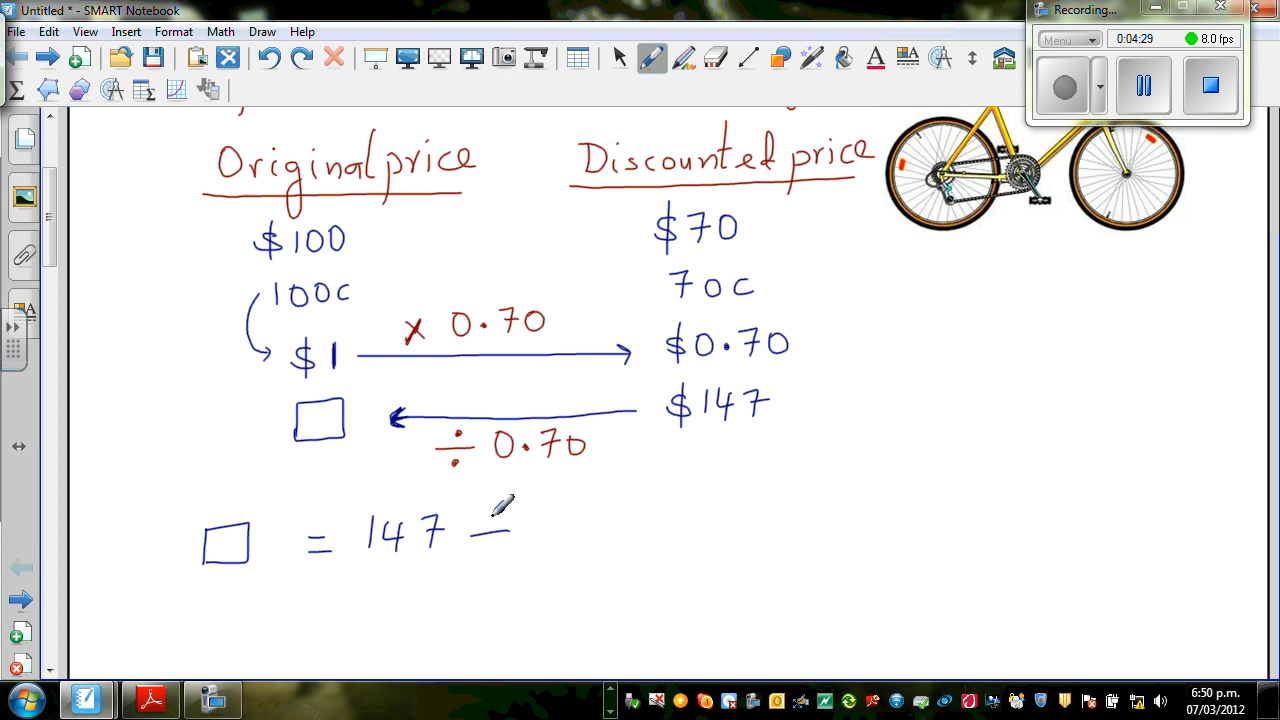 Untitled * - SMART Notebook
Recording...
File Edit View Insert Format Math Draw Help
Menu 0:04:29 8.0 fps
Original price Discounted price
$100 $70
100c 70c
× 0.70
$1 $0.70
$147
÷ 0.70
= 147 —
6:50 p.m.
07/03/2012